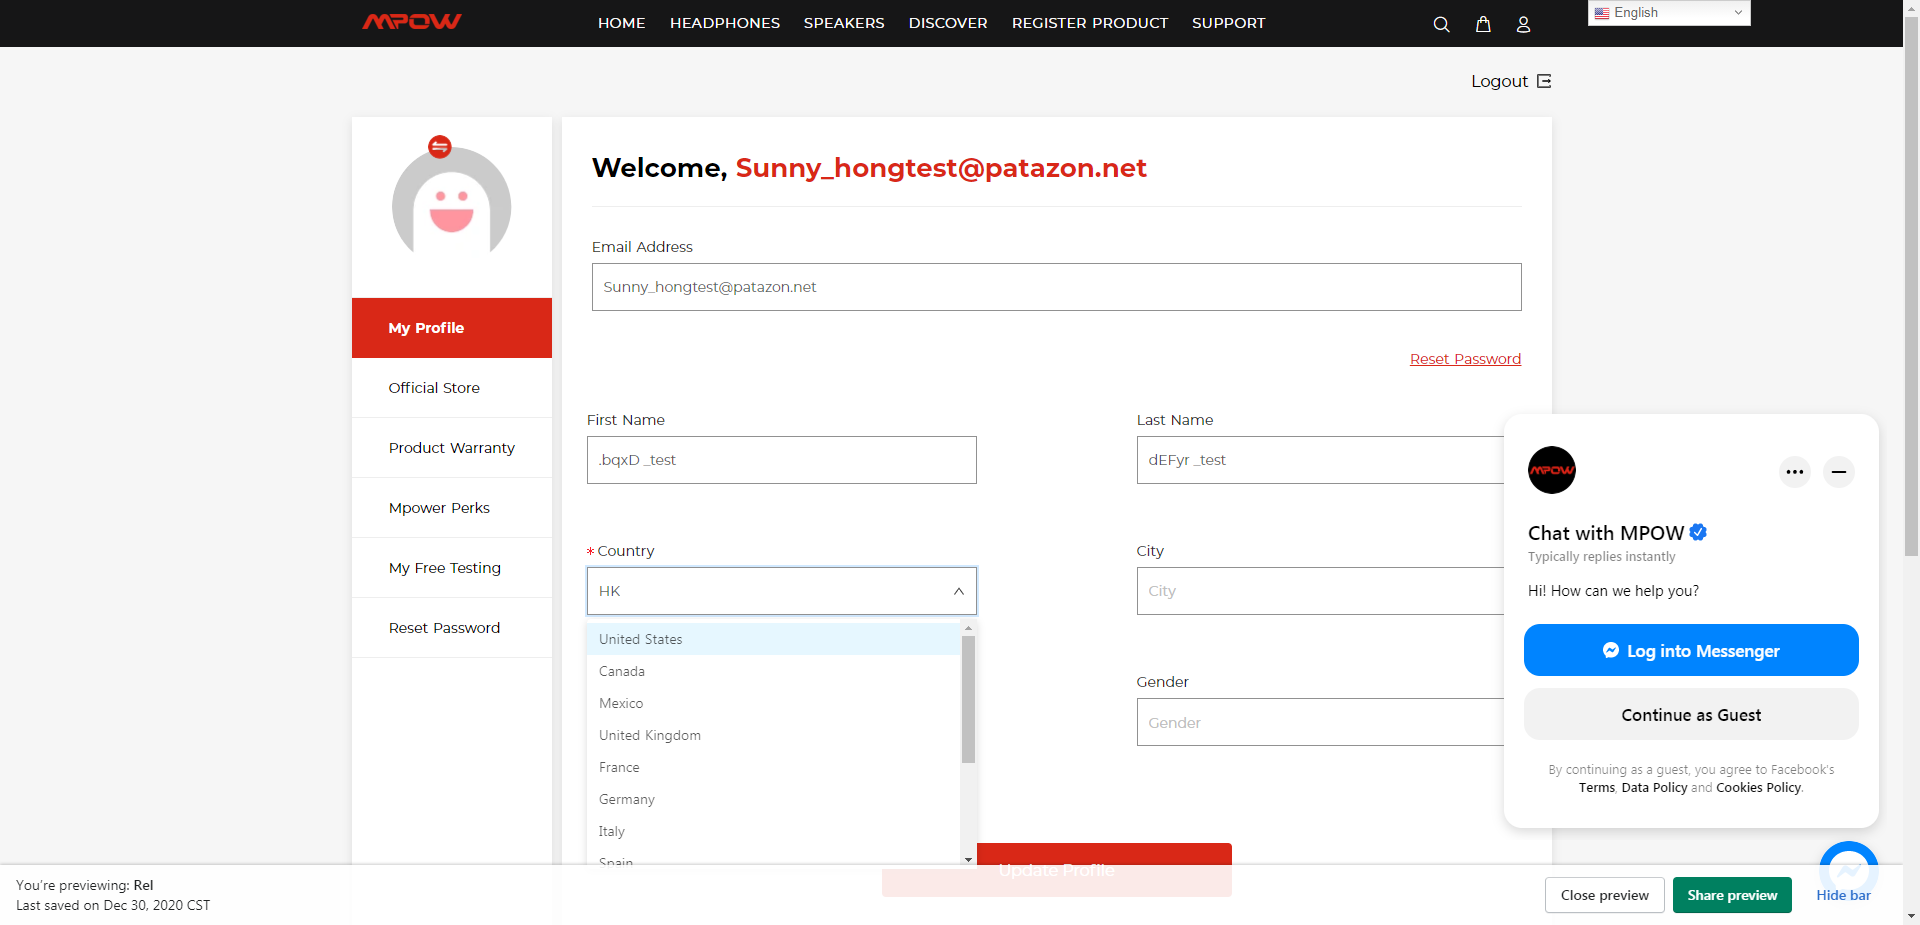 MPOW
HOME HEADPHONES SPEAKERS DISCOVER REGISTER PRODUCT SUPPORT
English
Logout
Welcome, Sunny_hongtest@patazon.net
Email Address
Sunny_hongtest@patazon.net
My Profile
Official Store
Product Warranty
Mpower Perks
My Free Testing
Reset Password
Reset Password
First Name
.bqxD _test
Last Name
dEFyr _test
* Country
HK
United States
Canada
Mexico
United Kingdom
France
Germany
Italy
Spain
City
City
Gender
Gender
Update Profile
MPOW
Chat with MPOW
Typically replies instantly
Hi! How can we help you?
Log into Messenger
Continue as Guest
By continuing as a guest, you agree to Facebook's
Terms, Data Policy and Cookies Policy.
You're previewing: Rel
Last saved on Dec 30, 2020 CST
Close preview
Share preview
Hide bar